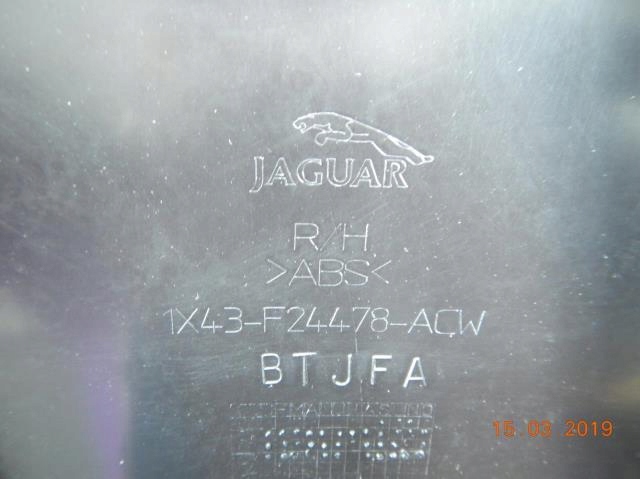 JAGUAR
R/H
>ABS<
1X43-F24478-ACW
BTJFA
15.03.2019